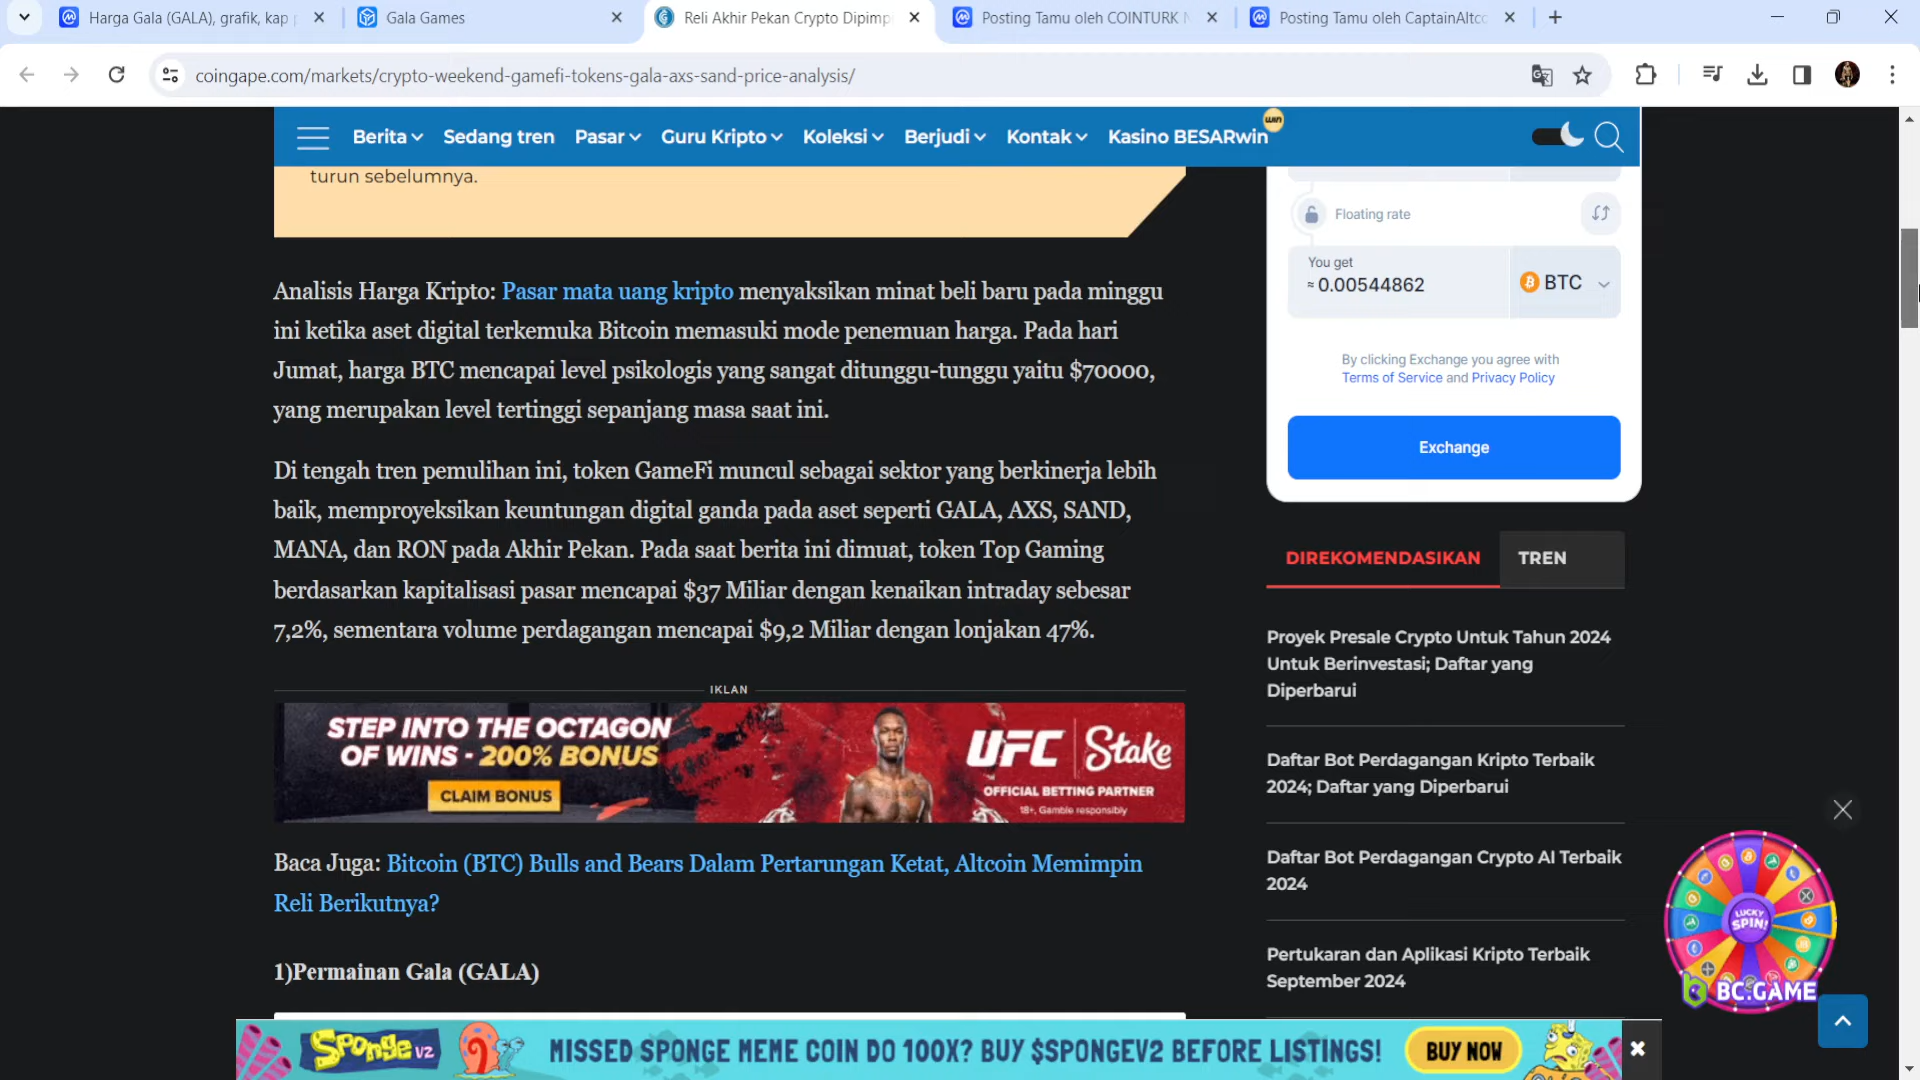 Harga Gala (GALA), grafik, kap p
Gala Games
Reli Akhir Pekan Crypto Dipimp
Posting Tamu oleh COINTURK N
Posting Tamu oleh CaptainAltco
coingape.com/markets/crypto-weekend-gamefi-tokens-gala-axs-sand-price-analysis/
Berita
Sedang tren
Pasar
Guru Kripto
Koleksi
Berjudi
Kontak
Kasino BESARwin
win
turun sebelumnya.
Analisis Harga Kripto: Pasar mata uang kripto menyaksikan minat beli baru pada minggu
ini ketika aset digital terkemuka Bitcoin memasuki mode penemuan harga. Pada hari
Jumat, harga BTC mencapai level psikologis yang sangat ditunggu-tunggu yaitu $70000,
yang merupakan level tertinggi sepanjang masa saat ini.
Di tengah tren pemulihan ini, token GameFi muncul sebagai sektor yang berkinerja lebih
baik, memproyeksikan keuntungan digital ganda pada aset seperti GALA, AXS, SAND,
MANA, dan RON pada Akhir Pekan. Pada saat berita ini dimuat, token Top Gaming
berdasarkan kapitalisasi pasar mencapai $37 Miliar dengan kenaikan intraday sebesar
7,2%, sementara volume perdagangan mencapai $9,2 Miliar dengan lonjakan 47%.
IKLAN
STEP INTO THE OCTAGON
OF WINS - 200% BONUS
CLAIM BONUS
UFC Stake
OFFICIAL BETTING PARTNER
18+, Gamble responsibly
Baca Juga: Bitcoin (BTC) Bulls and Bears Dalam Pertarungan Ketat, Altcoin Memimpin
Reli Berikutnya?
1)Permainan Gala (GALA)
Floating rate
You get
≈ 0.00544862
BTC
By clicking Exchange you agree with
Terms of Service and Privacy Policy
Exchange
DIREKOMENDASIKAN
TREN
Proyek Presale Crypto Untuk Tahun 2024
Untuk Berinvestasi; Daftar yang
Diperbarui
Daftar Bot Perdagangan Kripto Terbaik
2024; Daftar yang Diperbarui
Daftar Bot Perdagangan Crypto AI Terbaik
2024
Pertukaran dan Aplikasi Kripto Terbaik
September 2024
LUCKY
SPIN!
BC.GAME
Sponge V2
MISSED SPONGE MEME COIN DO 100X? BUY $SPONGEV2 BEFORE LISTINGS!
BUY NOW